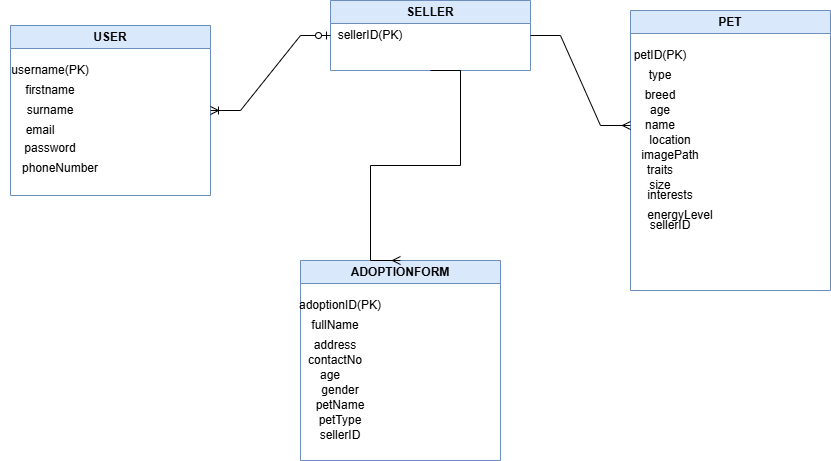 USER
username(PK)
firstname
surname
email
password
phoneNumber
SELLER
sellerID(PK)
PET
petID(PK)
type
breed
age
name
location
imagePath
traits
size
interests
energyLevel
sellerID
ADOPTIONFORM
adoptionID(PK)
fullName
address
contactNo
age
gender
petName
petType
sellerID